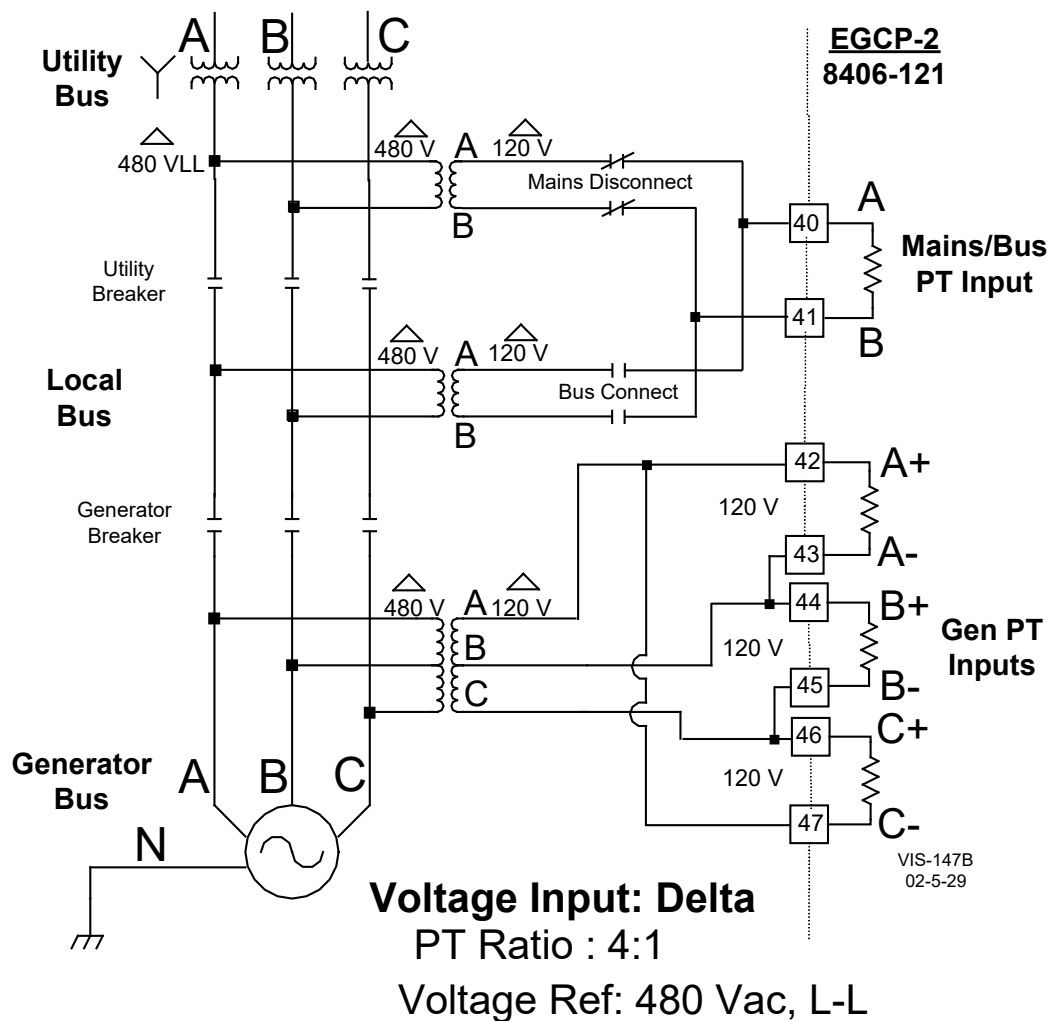 A B C
Utility
Bus
EGCP-2
8406-121
480 VLL
480 V
A
120 V
Mains Disconnect
B
40
A
Mains/Bus
PT Input
41
B
Utility
Breaker
480 V
A
120 V
Local
Bus
Bus Connect
B
42
A+
120 V
Generator
Breaker
43
A-
480 V
A
120 V
44
B+
B
120 V
Gen PT
Inputs
C
45
B-
46
C+
Generator
Bus
A B C
120 V
47
C-
N
VIS-147B
02-5-29
Voltage Input: Delta
PT Ratio : 4:1
Voltage Ref: 480 Vac, L-L